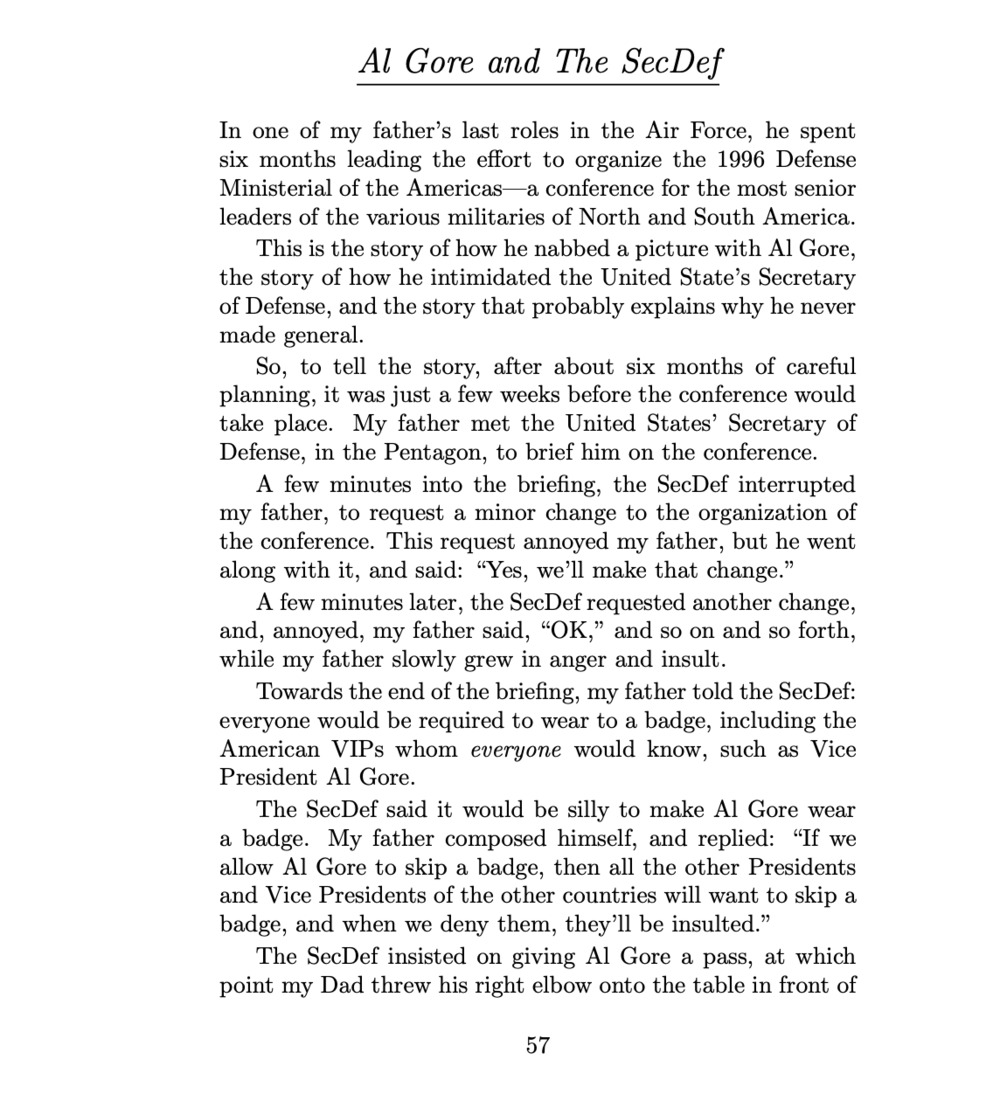 Al Gore and The SecDef
In one of my father’s last roles in the Air Force, he spent
six months leading the effort to organize the 1996 Defense
Ministerial of the Americas—a conference for the most senior
leaders of the various militaries of North and South America.
This is the story of how he nabbed a picture with Al Gore,
the story of how he intimidated the United State’s Secretary
of Defense, and the story that probably explains why he never
made general.
So, to tell the story, after about six months of careful
planning, it was just a few weeks before the conference would
take place. My father met the United States’ Secretary of
Defense, in the Pentagon, to brief him on the conference.
A few minutes into the briefing, the SecDef interrupted
my father, to request a minor change to the organization of
the conference. This request annoyed my father, but he went
along with it, and said: “Yes, we’ll make that change.”
A few minutes later, the SecDef requested another change,
and, annoyed, my father said, “OK,” and so on and so forth,
while my father slowly grew in anger and insult.
Towards the end of the briefing, my father told the SecDef:
everyone would be required to wear to a badge, including the
American VIPs whom everyone would know, such as Vice
President Al Gore.
The SecDef said it would be silly to make Al Gore wear
a badge. My father composed himself, and replied: “If we
allow Al Gore to skip a badge, then all the other Presidents
and Vice Presidents of the other countries will want to skip a
badge, and when we deny them, they’ll be insulted.”
The SecDef insisted on giving Al Gore a pass, at which
point my Dad threw his right elbow onto the table in front of
57